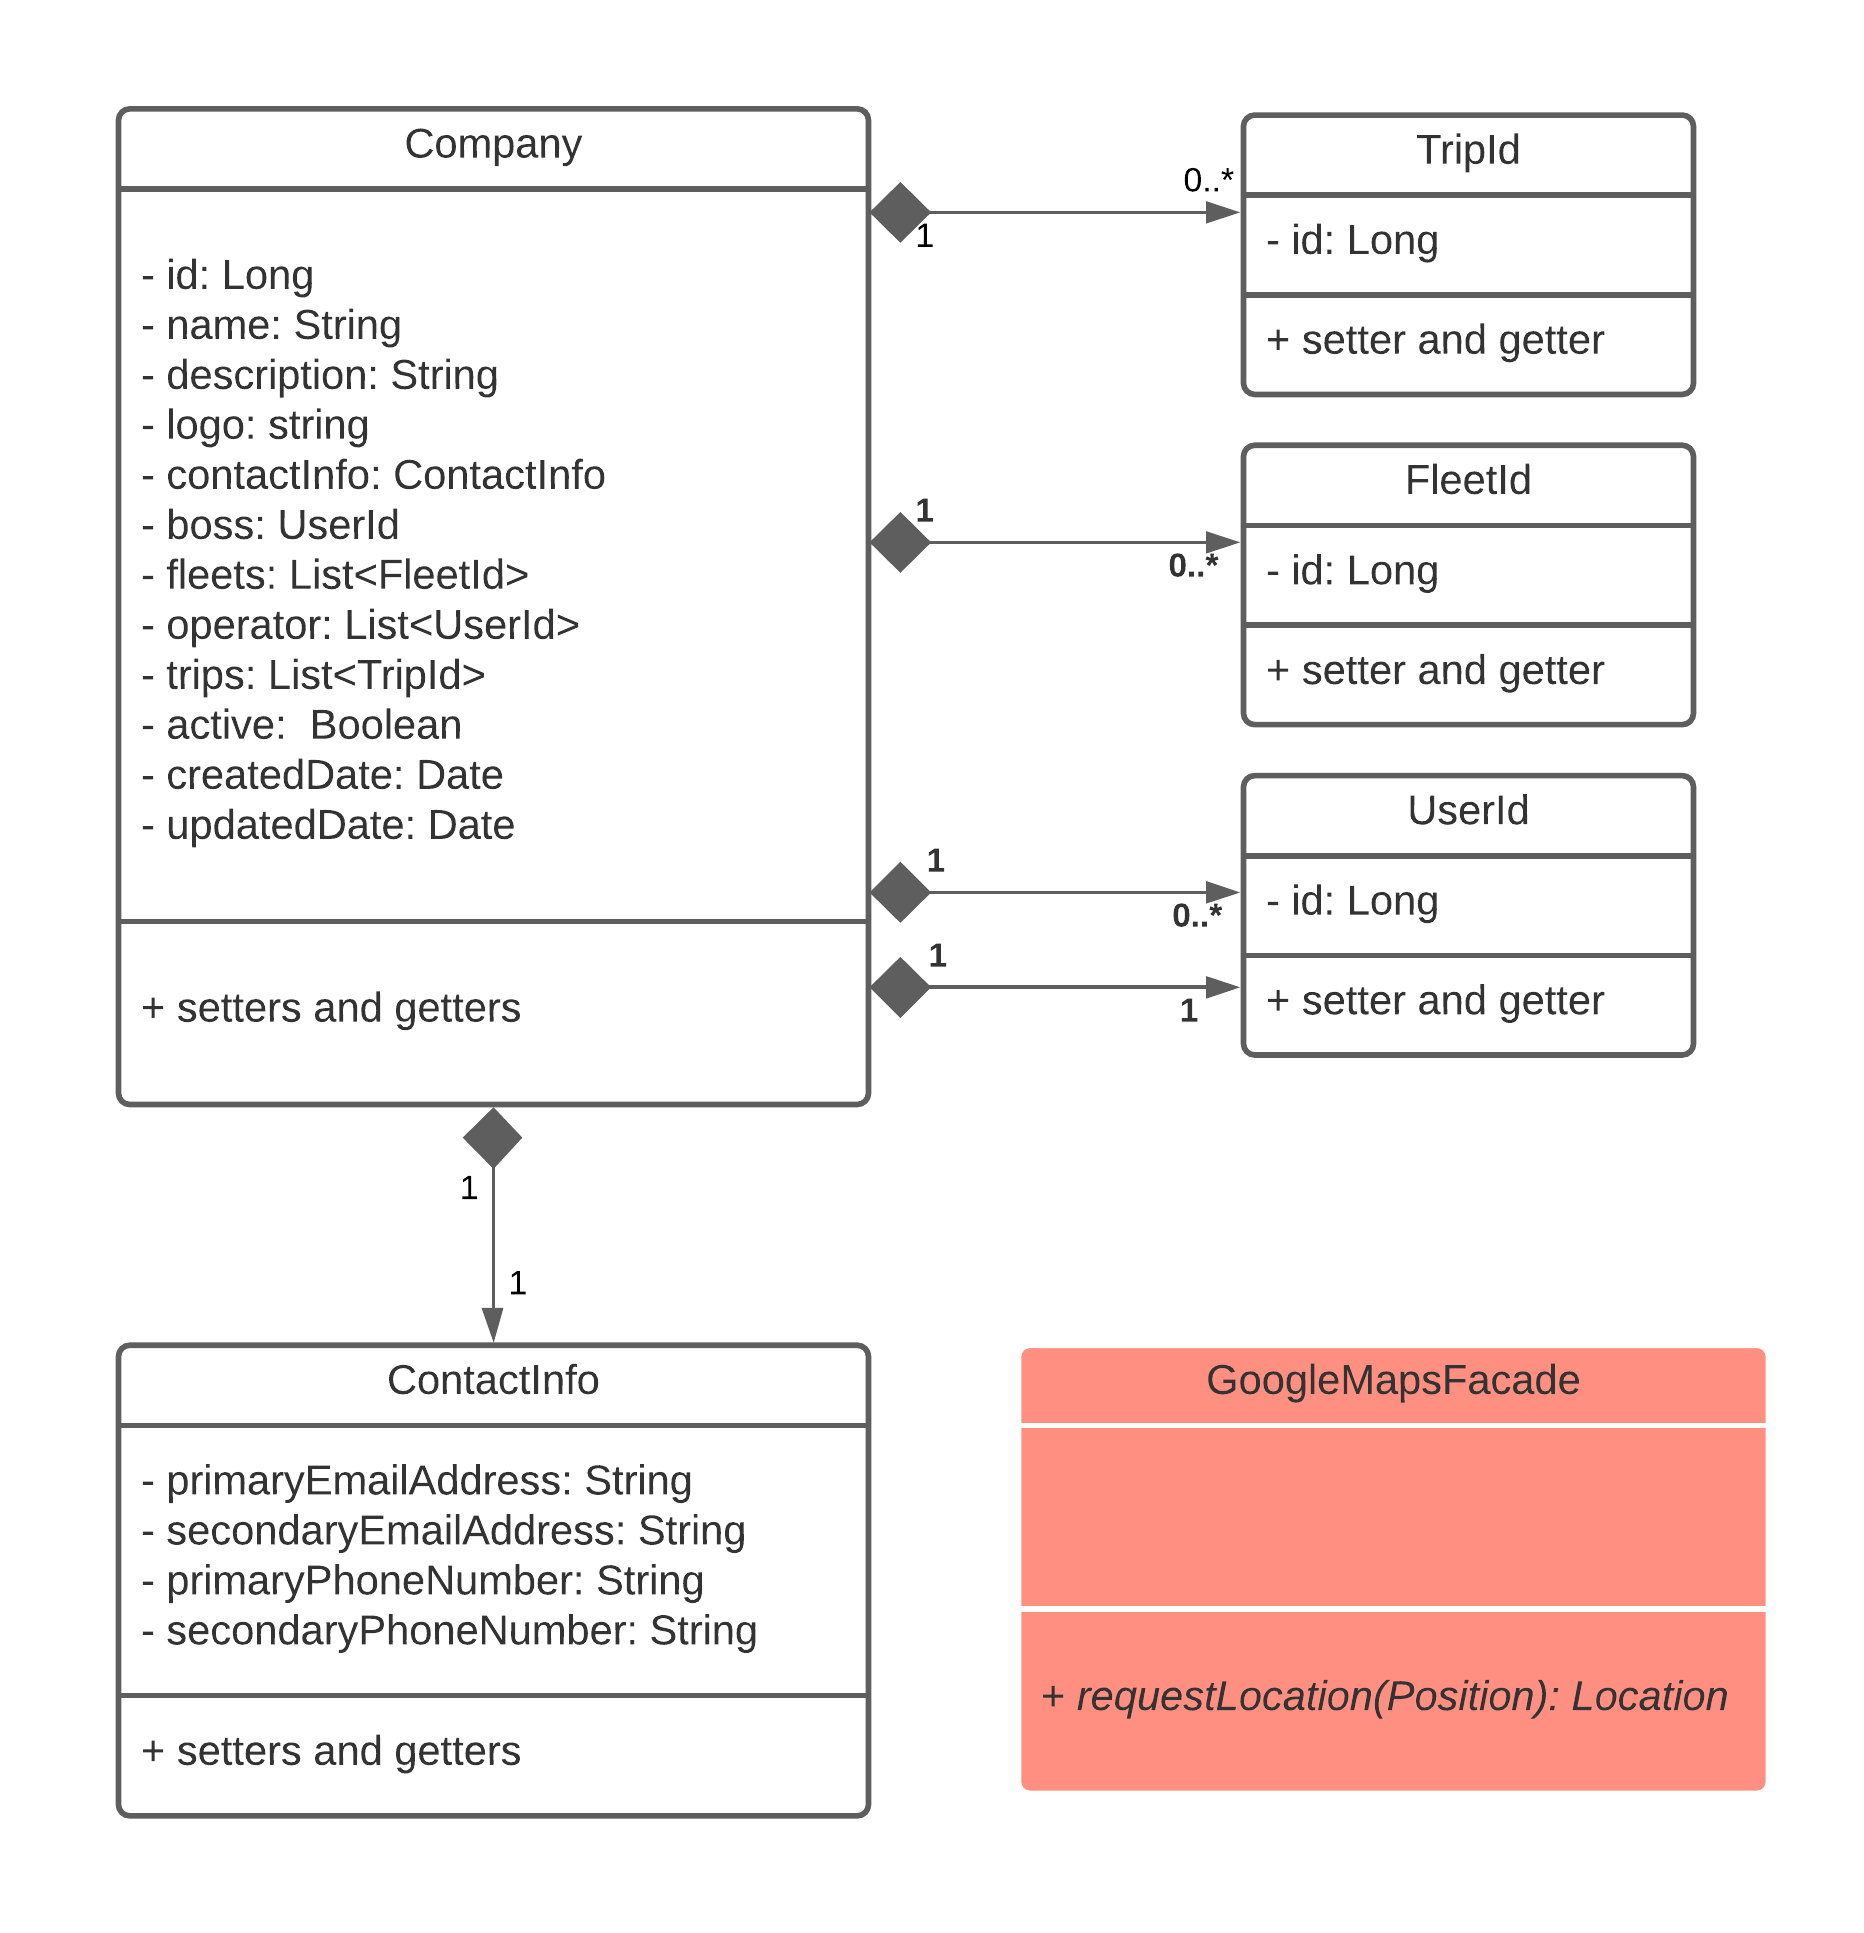 Company
- id: Long
- name: String
- description: String
- logo: string
- contactInfo: ContactInfo
- boss: UserId
- fleets: List<FleetId>
- operator: List<UserId>
- trips: List<TripId>
- active:  Boolean
- createdDate: Date
- updatedDate: Date
+ setters and getters
0..*
1
TripId
- id: Long
+ setter and getter
1
0..*
FleetId
- id: Long
+ setter and getter
1
0..*
1
1
UserId
- id: Long
+ setter and getter
1
1
ContactInfo
- primaryEmailAddress: String
- secondaryEmailAddress: String
- primaryPhoneNumber: String
- secondaryPhoneNumber: String
+ setters and getters
GoogleMapsFacade
+ requestLocation(Position): Location